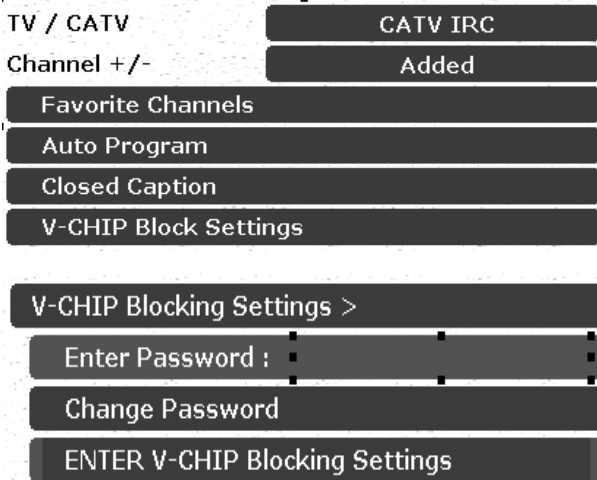 TV / CATV CATV IRC
Channel +/- Added
Favorite Channels
Auto Program
Closed Caption
V-CHIP Block Settings
V-CHIP Blocking Settings >
Enter Password :
Change Password
ENTER V-CHIP Blocking Settings